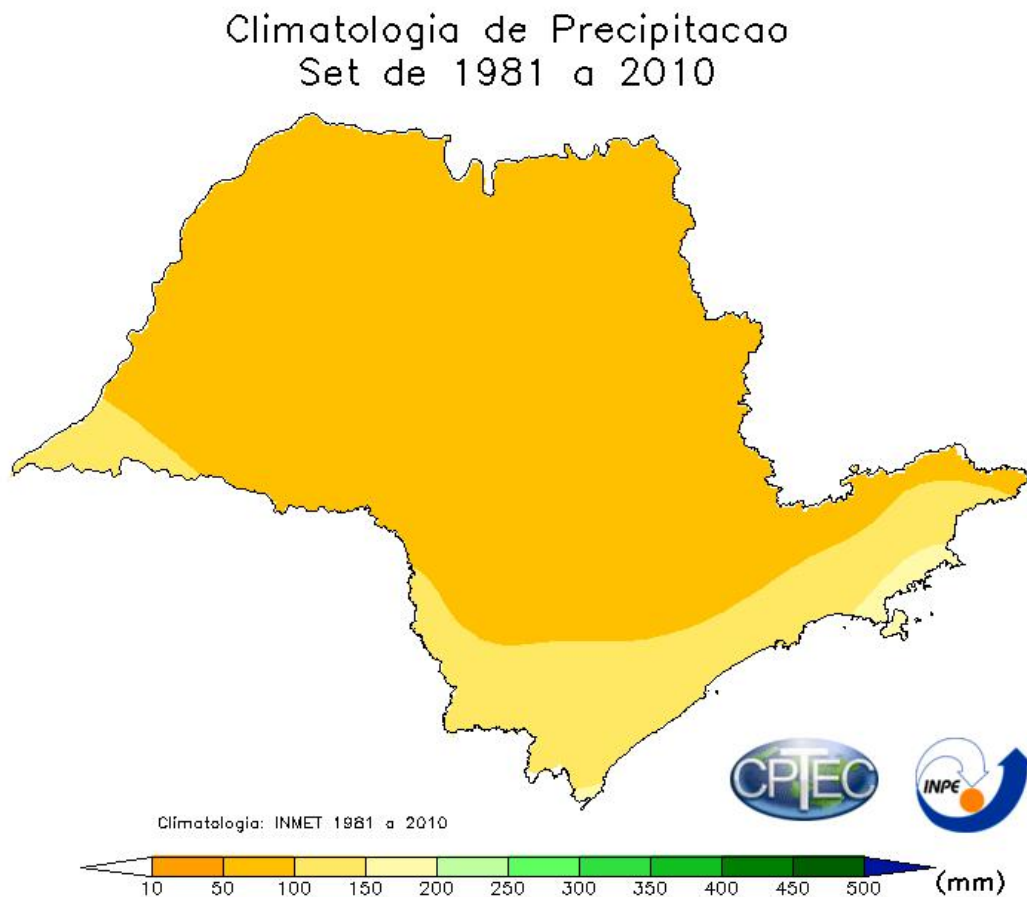 Climatologia de Precipitacao
Set de 1981 a 2010
CPTEC
INPE
Climatologia: INMET 1981 a 2010
10 50 100 150 200 250 300 350 400 450 500 (mm)